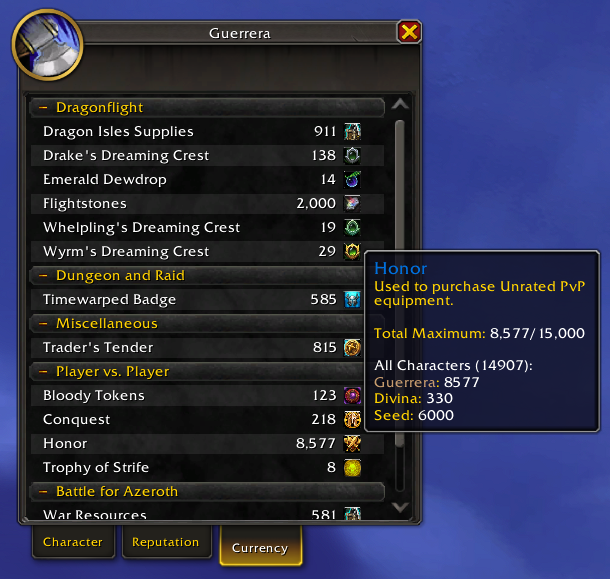 Guerrera
− Dragonflight
Dragon Isles Supplies 911
Drake's Dreaming Crest 138
Emerald Dewdrop 14
Flightstones 2,000
Whelpling's Dreaming Crest 19
Wyrm's Dreaming Crest 29
− Dungeon and Raid
Timewarped Badge 585
− Miscellaneous
Trader's Tender 815
− Player vs. Player
Bloody Tokens 123
Conquest 218
Honor 8,577
Trophy of Strife 8
− Battle for Azeroth
War Resources 581
Honor
Used to purchase Unrated PvP
equipment.
Total Maximum: 8,577/15,000
All Characters (14907):
Guerrera: 8577
Divina: 330
Seed: 6000
Character Reputation Currency